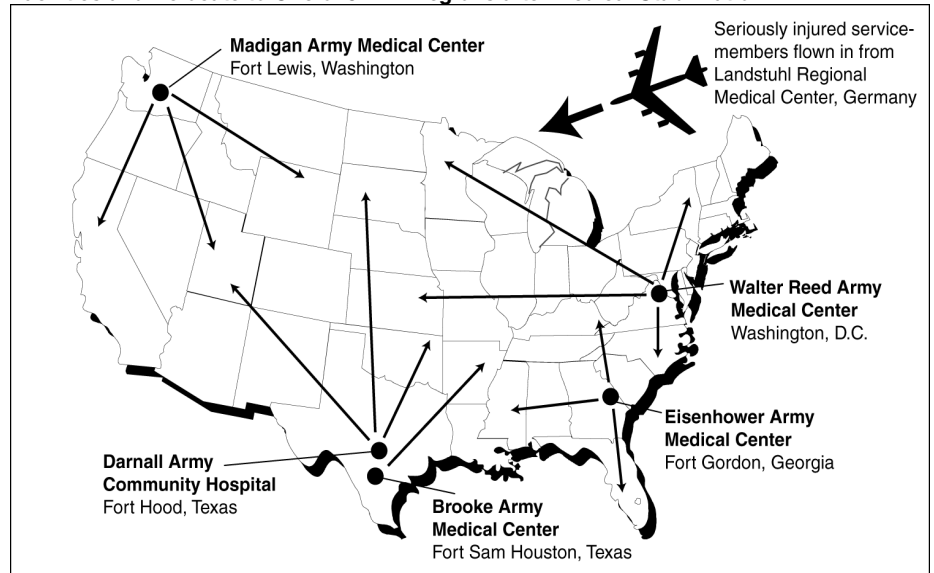 Madigan Army Medical Center
Fort Lewis, Washington
Seriously injured service-
members flown in from
Landstuhl Regional
Medical Center, Germany
Walter Reed Army
Medical Center
Washington, D.C.
Eisenhower Army
Medical Center
Fort Gordon, Georgia
Darnall Army
Community Hospital
Fort Hood, Texas
Brooke Army
Medical Center
Fort Sam Houston, Texas